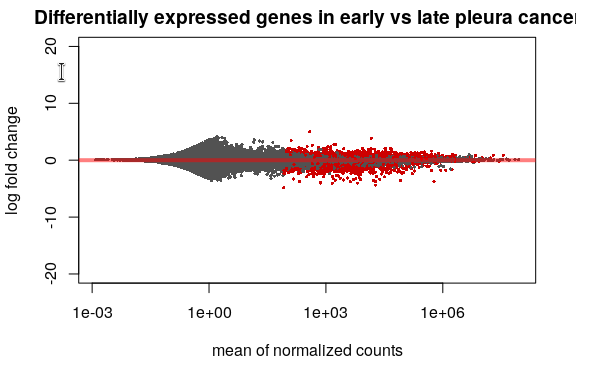 Differentially expressed genes in early vs late pleura cancer
20
10
0
-10
-20
log fold change
1e-03
1e+00
1e+03
1e+06
mean of normalized counts